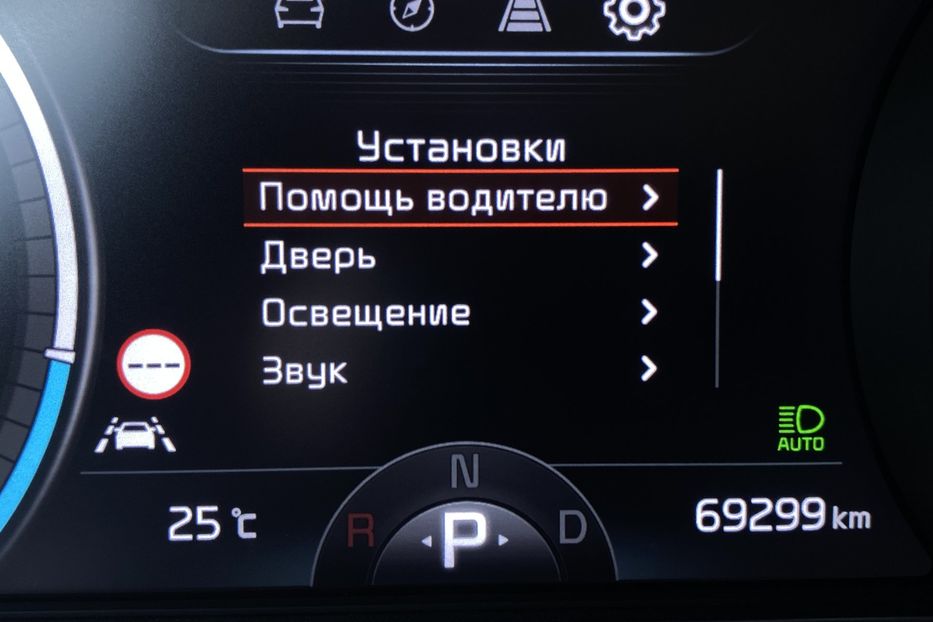 Установки
Помощь водителю
Дверь
Освещение
Звук
---
AUTO
N
R P D
25 °C
69299 km